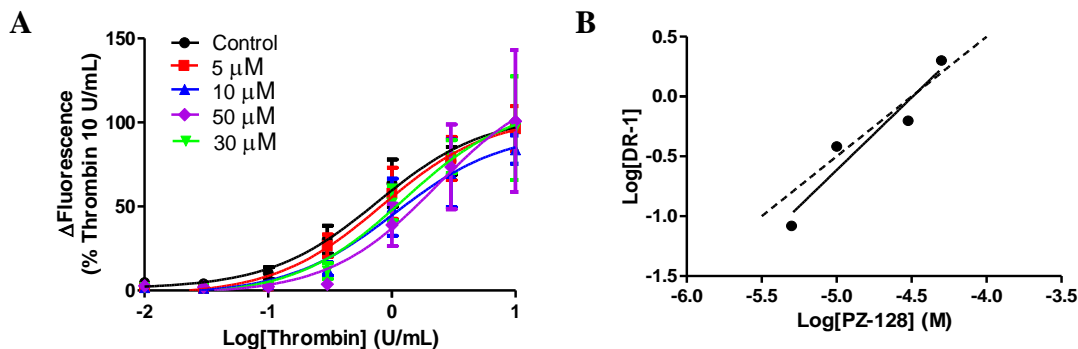 A
ΔFluorescence
(% Thrombin 10 U/mL)
150
100
50
0
Control
5 μM
10 μM
50 μM
30 μM
-2
-1
0
1
Log[Thrombin] (U/mL)
B
Log[DR-1]
0.5
0.0
-0.5
-1.0
-1.5
-6.0
-5.5
-5.0
-4.5
-4.0
-3.5
Log[PZ-128] (M)